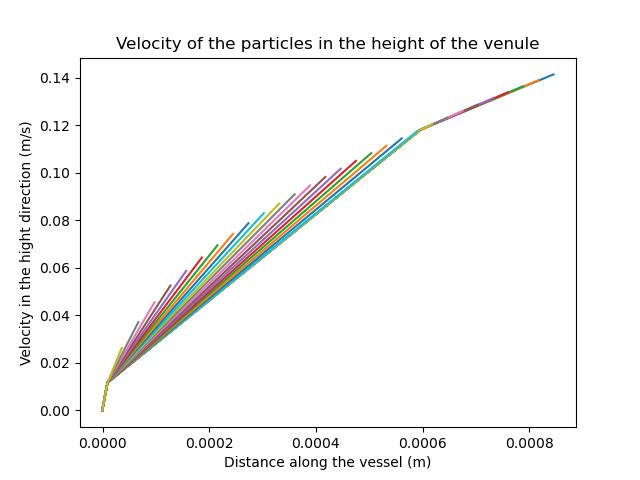 Velocity of the particles in the height of the venule
Velocity in the hight direction (m/s)
0.14
0.12
0.10
0.08
0.06
0.04
0.02
0.00
0.0000 0.0002 0.0004 0.0006 0.0008
Distance along the vessel (m)